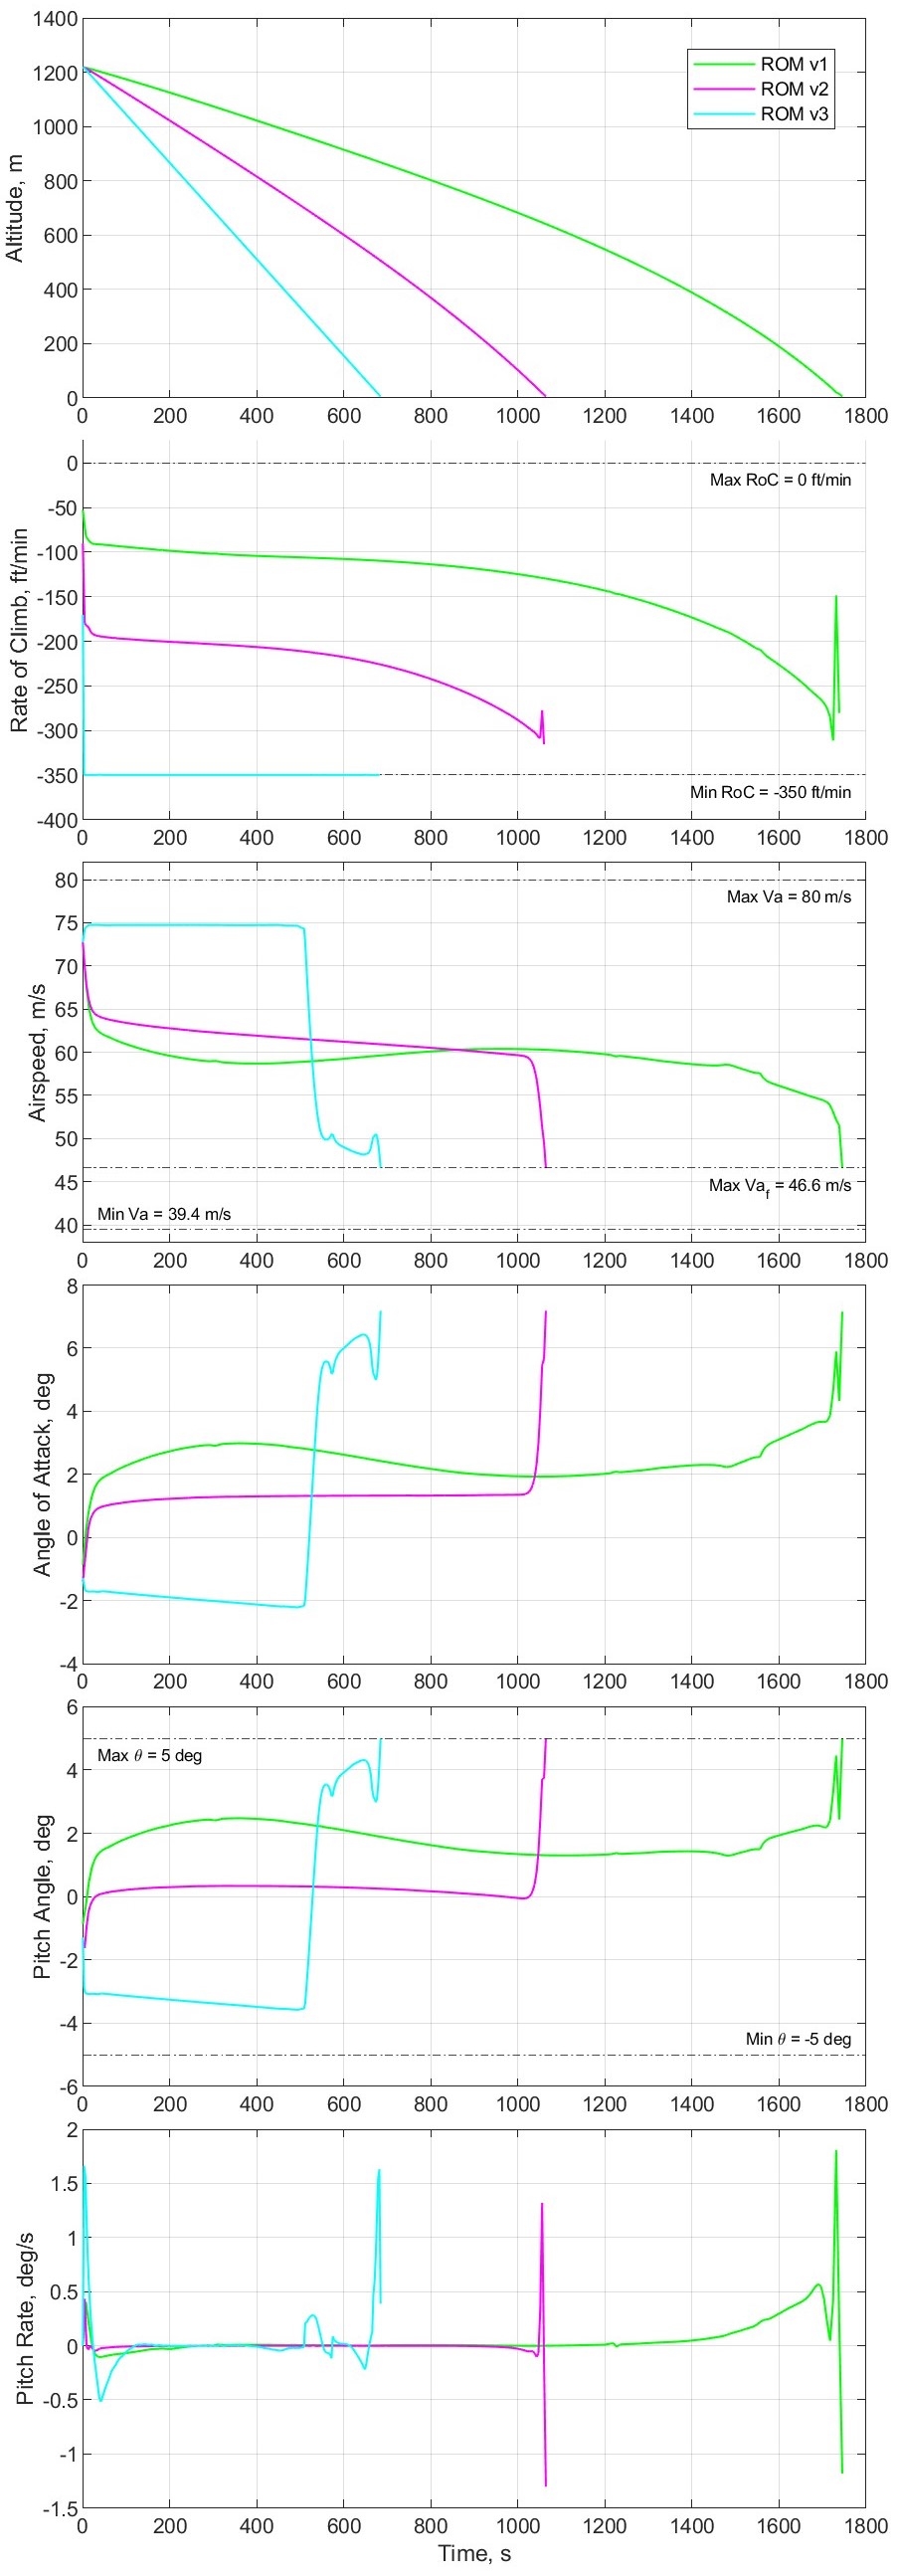 1400
1200
1000
800
600
400
200
0
Altitude, m
ROM v1
ROM v2
ROM v3
0 200 400 600 800 1000 1200 1400 1600 1800
0
-50
-100
-150
-200
-250
-300
-350
-400
Rate of Climb, ft/min
Max RoC = 0 ft/min
Min RoC = -350 ft/min
0 200 400 600 800 1000 1200 1400 1600 1800
80
75
70
65
60
55
50
45
40
Airspeed, m/s
Max Va = 80 m/s
Max Vaf = 46.6 m/s
Min Va = 39.4 m/s
0 200 400 600 800 1000 1200 1400 1600 1800
8
6
4
2
0
-2
-4
Angle of Attack, deg
0 200 400 600 800 1000 1200 1400 1600 1800
6
4
2
0
-2
-4
-6
Pitch Angle, deg
Max θ = 5 deg
Min θ = -5 deg
0 200 400 600 800 1000 1200 1400 1600 1800
2
1.5
1
0.5
0
-0.5
-1
-1.5
Pitch Rate, deg/s
0 200 400 600 800 1000 1200 1400 1600 1800
Time, s